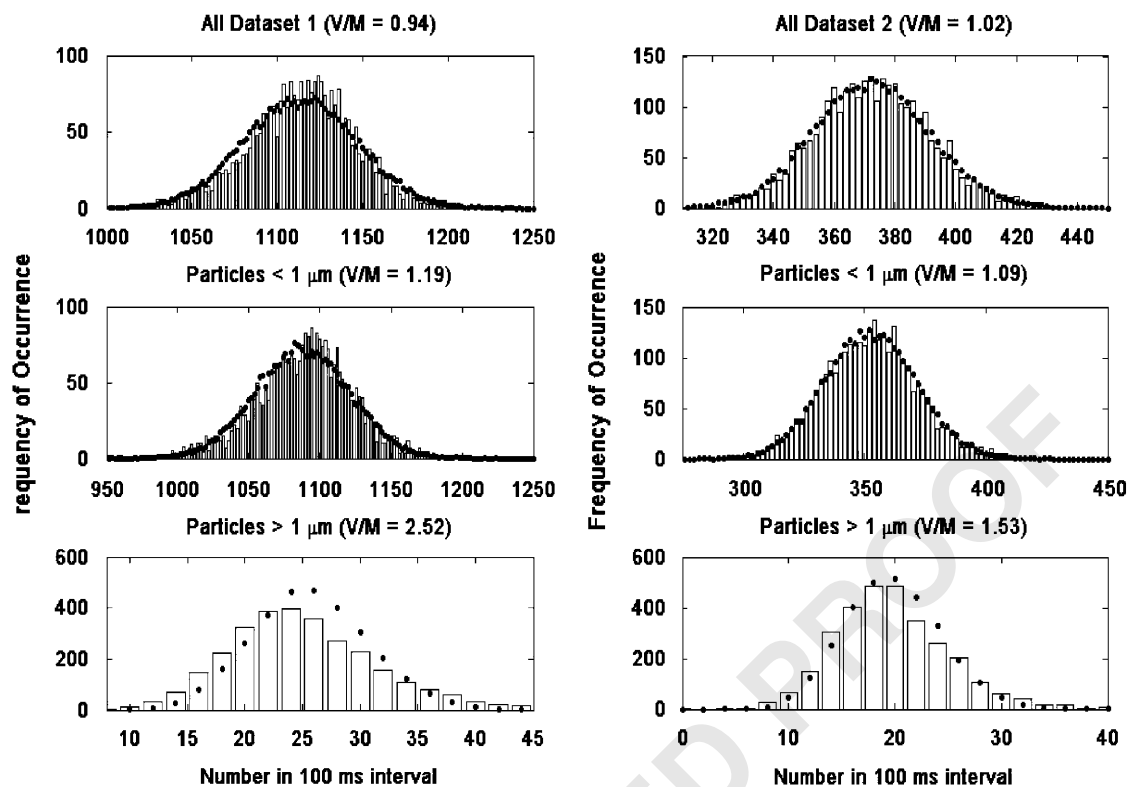 All Dataset 1 (V/M = 0.94)
100
50
0
1000 1050 1100 1150 1200 1250
Particles < 1 μm (V/M = 1.19)
100
50
0
950 1000 1050 1100 1150 1200 1250
Particles > 1 μm (V/M = 2.52)
600
400
200
0
10 15 20 25 30 35 40 45
Number in 100 ms interval
requency of Occurrence
All Dataset 2 (V/M = 1.02)
150
100
50
0
320 340 360 380 400 420 440
Particles < 1 μm (V/M = 1.09)
150
100
50
0
300 350 400 450
Particles > 1 μm (V/M = 1.53)
600
400
200
0
0 10 20 30 40
Number in 100 ms interval
Frequency of Occurrence
D PROOF